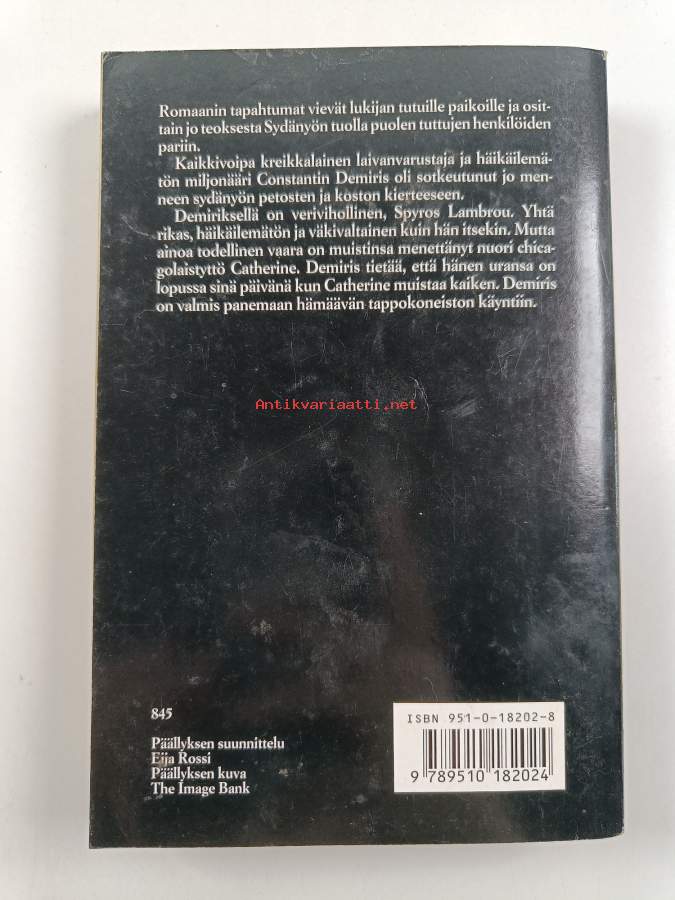 Romaanin tapahtumat vievät lukijan tutuille paikoille ja osit-
tain jo teoksesta Sydänyön tuolla puolen tuttujen henkilöiden
pariin.
Kaikkivoipa kreikkalainen laivanvarustaja ja häikäilemä-
tön miljonääri Constantin Demiris oli sotkeutunut jo men-
neen sydänyön petosten ja koston kierteeseen.
Demiriksellä on verivihollinen, Spyros Lambrou. Yhtä
rikas, häikäilemätön ja väkivaltainen kuin hän itsekin. Mutta
ainoa todellinen vaara on muistinsa menettänyt nuori chica-
golaistyttö Catherine. Demiris tietää, että hänen uransa on
lopussa sinä päivänä kun Catherine muistaa kaiken. Demiris
on valmis panemaan hämäävän tappokoneiston käyntiin.
Antikvariaatti.net
845
Päällyksen suunnittelu
Eija Rossi
Päällyksen kuva
The Image Bank
ISBN 951-0-18202-8
9 789510 182024